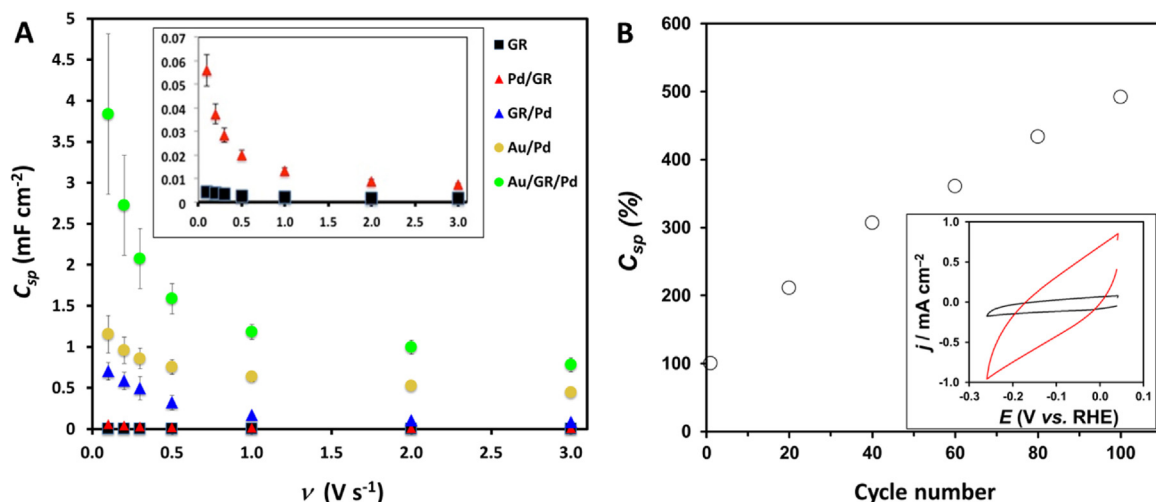 A
C_sp (mF cm⁻²)
5
4.5
4
3.5
3
2.5
2
1.5
1
0.5
0
0.0 0.5 1.0 1.5 2.0 2.5 3.0
ν (V s⁻¹)
0.07
0.06
0.05
0.04
0.03
0.02
0.01
0
0.0 0.5 1.0 1.5 2.0 2.5 3.0
GR
Pd/GR
GR/Pd
Au/Pd
Au/GR/Pd
B
C_sp (%)
600
500
400
300
200
100
0
0 20 40 60 80 100
Cycle number
j / mA cm⁻²
1.0
0.5
0.0
-0.5
-1.0
-0.3 -0.2 -0.1 0.0 0.1
E (V vs. RHE)